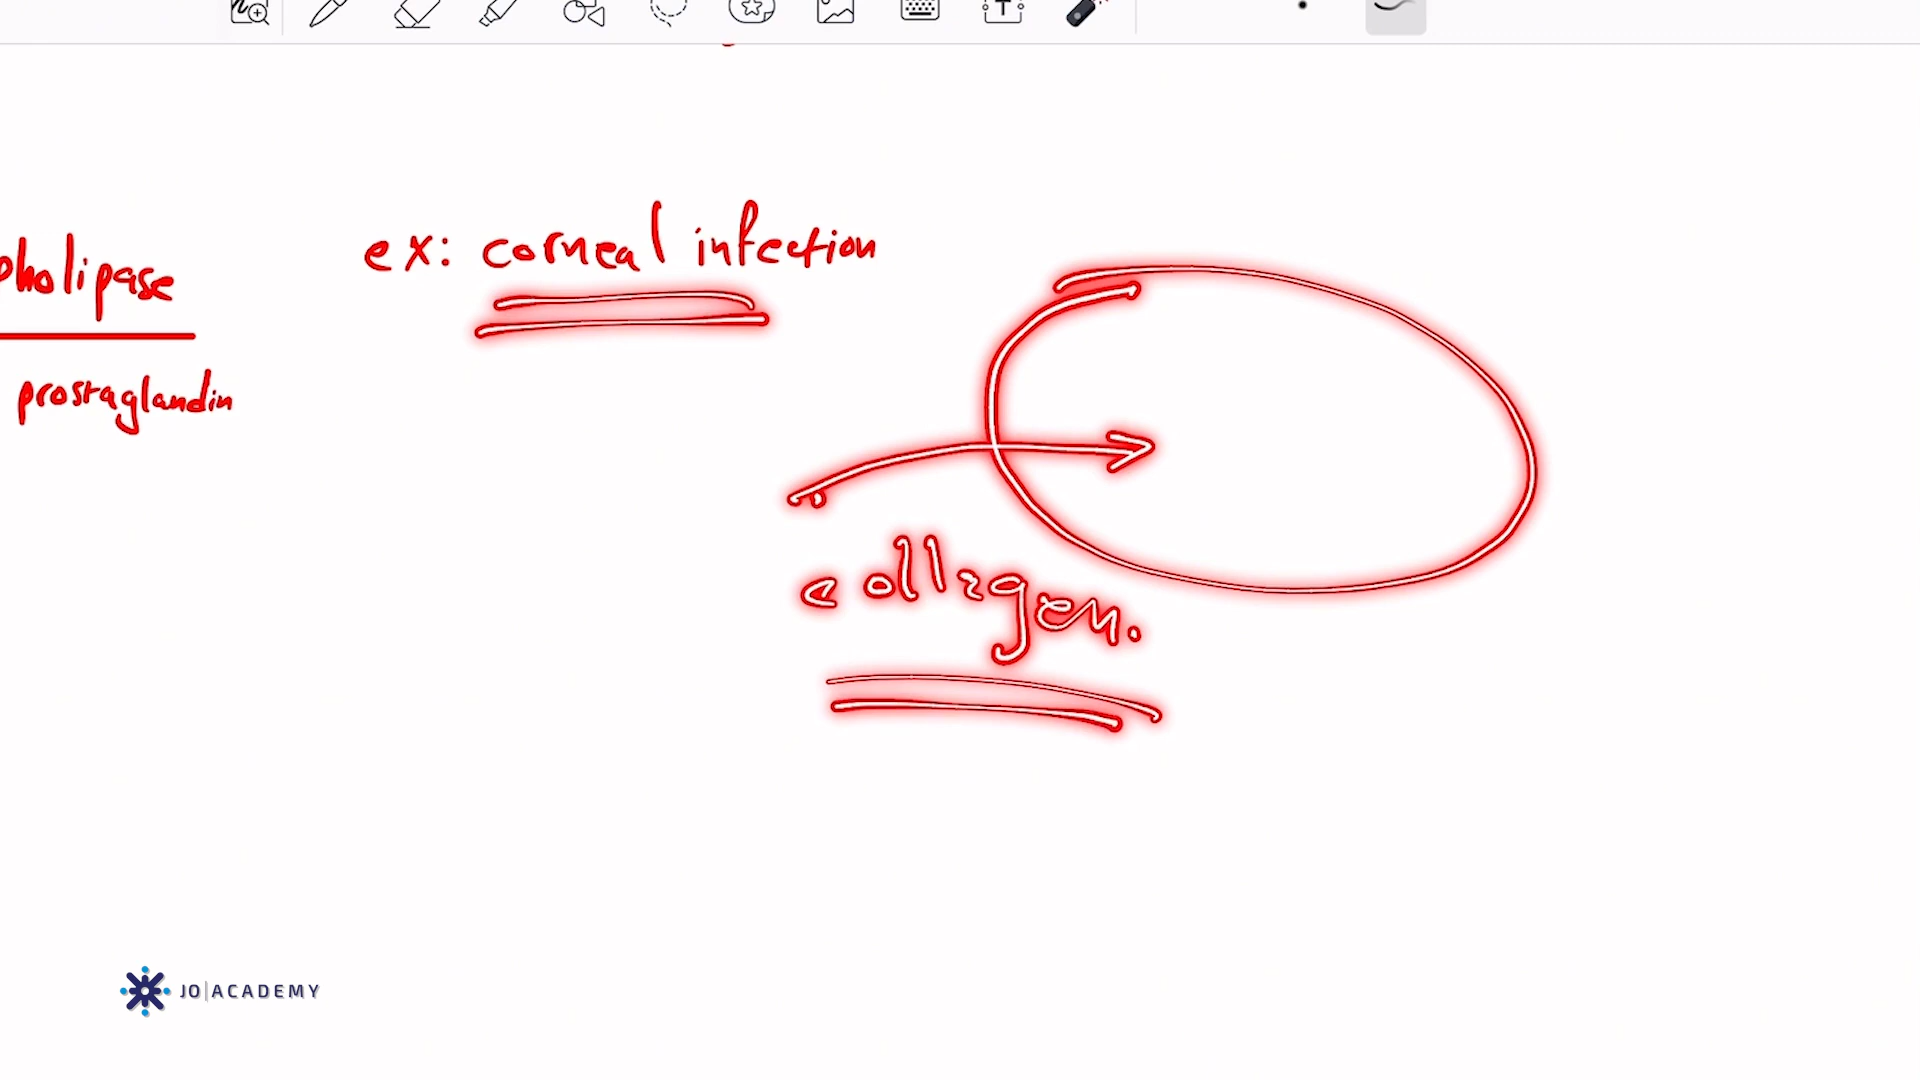 ex: corneal infection
pholipase
prostaglandin
collagen.
JO|ACADEMY